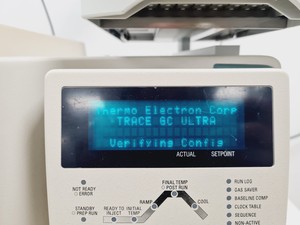 Thermo Electron Corp
TRACE GC ULTRA
Verifying Config
ACTUAL SETPOINT
NOT READY
ERROR
STANDBY
PREP RUN
READY TO
INJECT
INITIAL
TEMP
RAMP
FINAL TEMP
POST RUN
COOL
RUN LOG
GAS SAVER
BASELINE COMP
CLOCK TABLE
SEQUENCE
NON-ACTIVE